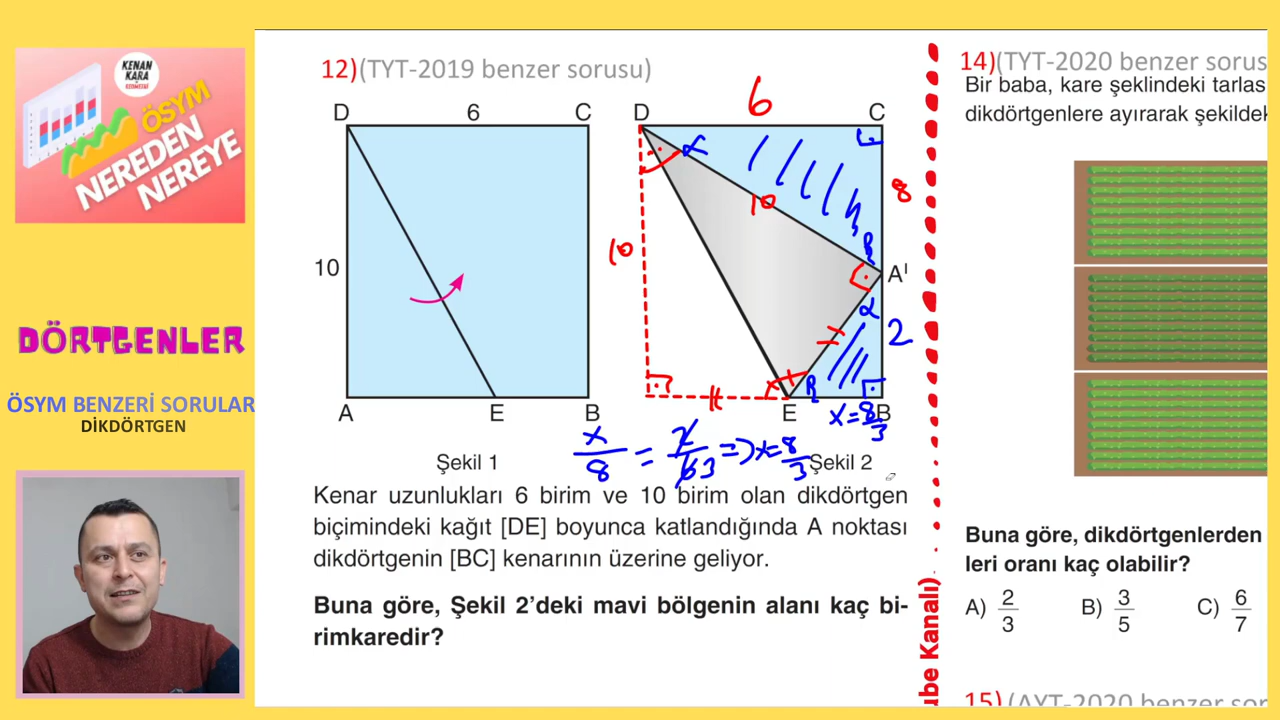 KENAN
KARA
ÖSYM
NEREDEN
NEREYE
DÖRTGENLER
ÖSYM BENZERİ SORULAR
DİKDÖRTGEN
12)(TYT-2019 benzer sorusu)
D 6 C
10
A E B
Şekil 1
D 6 C
10
10
8
A'
2
α
E B
x = 8/3
x/8 = 2/6 3 => x = 8/3
Şekil 2
Kenar uzunlukları 6 birim ve 10 birim olan dikdörtgen
biçimindeki kağıt [DE] boyunca katlandığında A noktası
dikdörtgenin [BC] kenarının üzerine geliyor.
Buna göre, Şekil 2'deki mavi bölgenin alanı kaç bi-
rimkaredir?
ube Kanalı)
14)(TYT-2020 benzer sorus
Bir baba, kare şeklindeki tarlas
dikdörtgenlere ayırarak şekildek
Buna göre, dikdörtgenlerden
leri oranı kaç olabilir?
A) 2/3 B) 3/5 C) 6/7
15)(AYT-2020 benzer sor